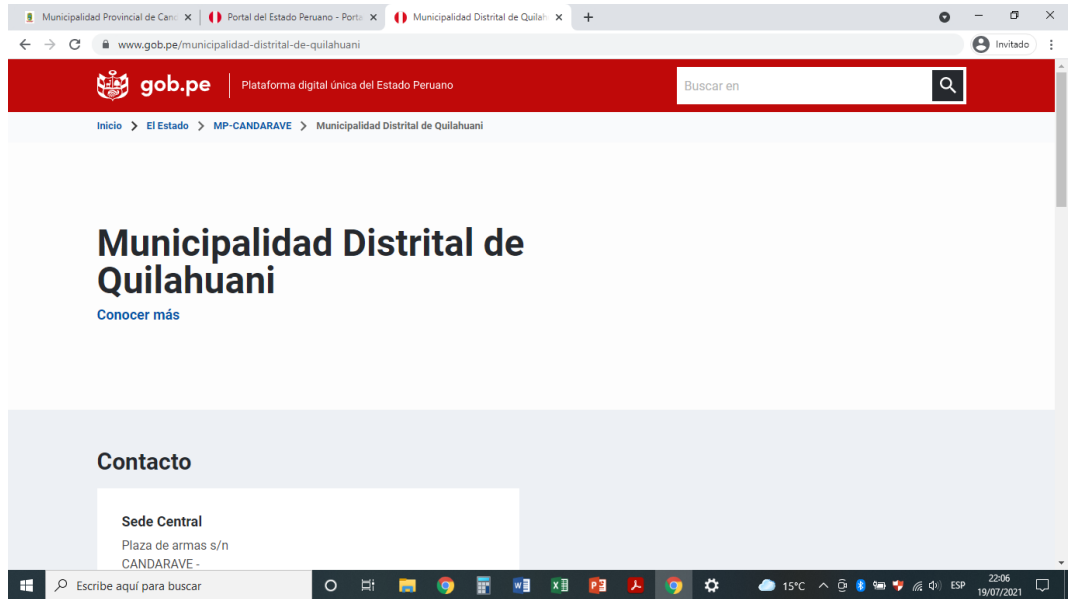 Municipalidad Provincial de Canc
Portal del Estado Peruano - Porta
Municipalidad Distrital de Quilah
www.gob.pe/municipalidad-distrital-de-quilahuani
Invitado
gob.pe
Plataforma digital única del Estado Peruano
Buscar en
Inicio > El Estado > MP-CANDARAVE > Municipalidad Distrital de Quilahuani
Municipalidad Distrital de
Quilahuani
Conocer más
Contacto
Sede Central
Plaza de armas s/n
CANDARAVE -
Escribe aquí para buscar
15°C
ESP
22:06
19/07/2021